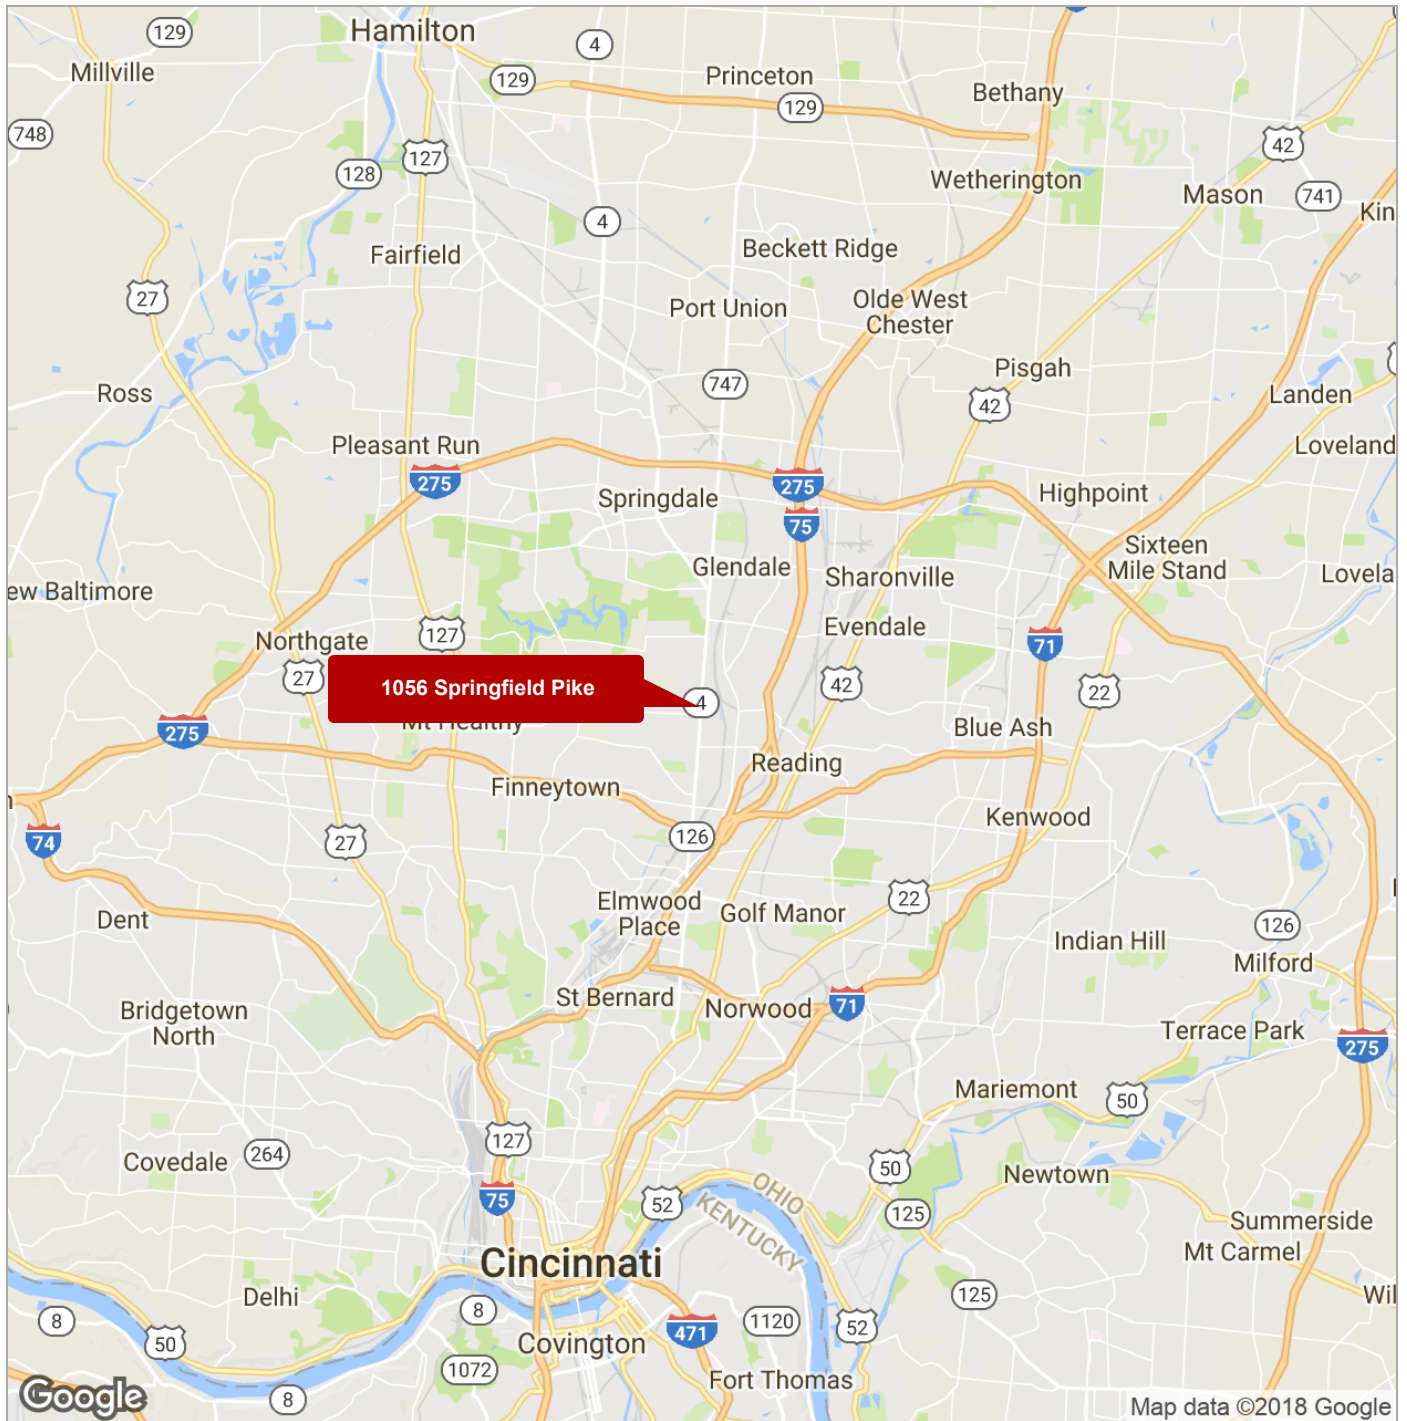 Hamilton
129
4
Millville
Princeton
129
Bethany
129
748
42
127
128
Wetherington
Mason
741
Kin
4
Beckett Ridge
Fairfield
27
Olde West
Chester
Port Union
Pisgah
747
Ross
42
Landen
Pleasant Run
Loveland
275
275
Springdale
Highpoint
75
Sixteen
Mile Stand
Glendale
Sharonville
Lovela
ew Baltimore
Evendale
127
Northgate
71
27
1056 Springfield Pike
42
22
4
Mt Healthy
Blue Ash
275
Reading
Finneytown
Kenwood
126
74
27
22
Elmwood
Place
Golf Manor
Dent
126
Indian Hill
Milford
St Bernard
Norwood
71
Bridgetown
North
Terrace Park
275
Mariemont
50
127
264
Covedale
50
Newtown
75
52
OHIO
KENTUCKY
125
Summerside
Mt Carmel
Cincinnati
Delhi
125
Wil
8
8
1120
52
471
50
Covington
1072
Fort Thomas
8
Google
Map data ©2018 Google